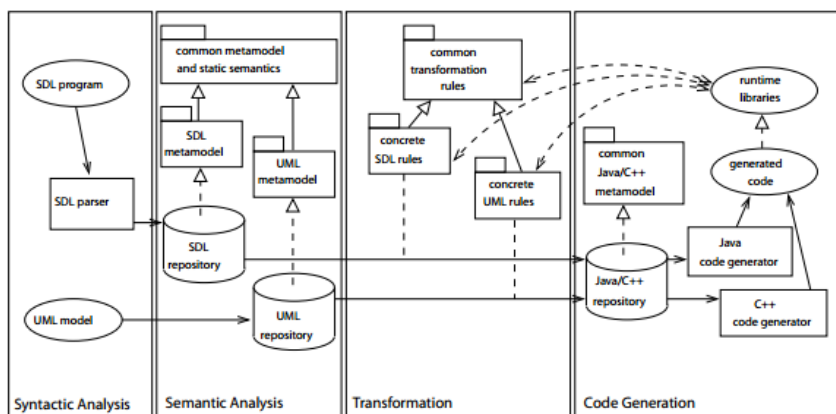 SDL program
SDL parser
UML model
Syntactic Analysis
common metamodel
and static semantics
SDL
metamodel
UML
metamodel
SDL
repository
UML
repository
Semantic Analysis
common
transformation
rules
concrete
SDL rules
concrete
UML rules
Transformation
runtime
libraries
common
Java/C++
metamodel
generated
code
Java
code generator
Java/C++
repository
C++
code generator
Code Generation